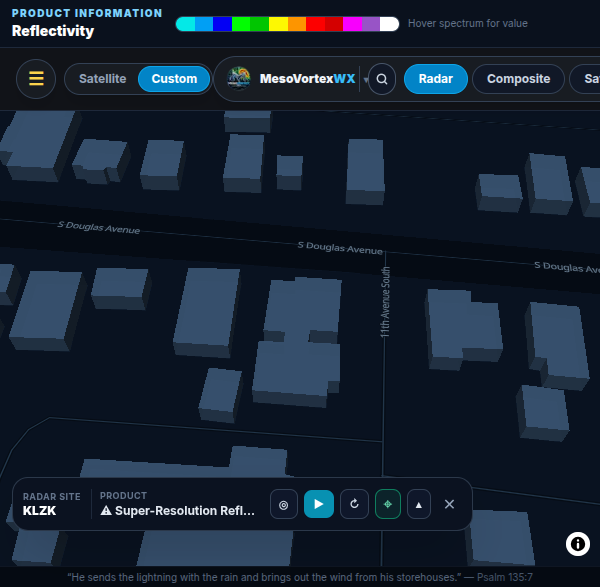 PRODUCT INFORMATION
Reflectivity
Hover spectrum for value
Satellite
Custom
MesoVortexWX
Radar
Composite
Sa
S Douglas Avenue
S Douglas Avenue
S Douglas Ave
11th Avenue South
RADAR SITE
KLZK
PRODUCT
⚠ Super-Resolution Refl...
“He sends the lightning with the rain and brings out the wind from his storehouses.” — Psalm 135:7